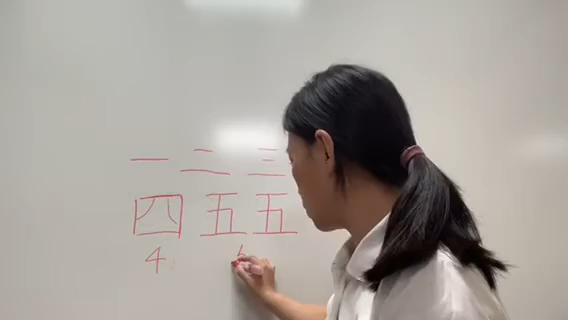 一 二 三
四 五 五
4